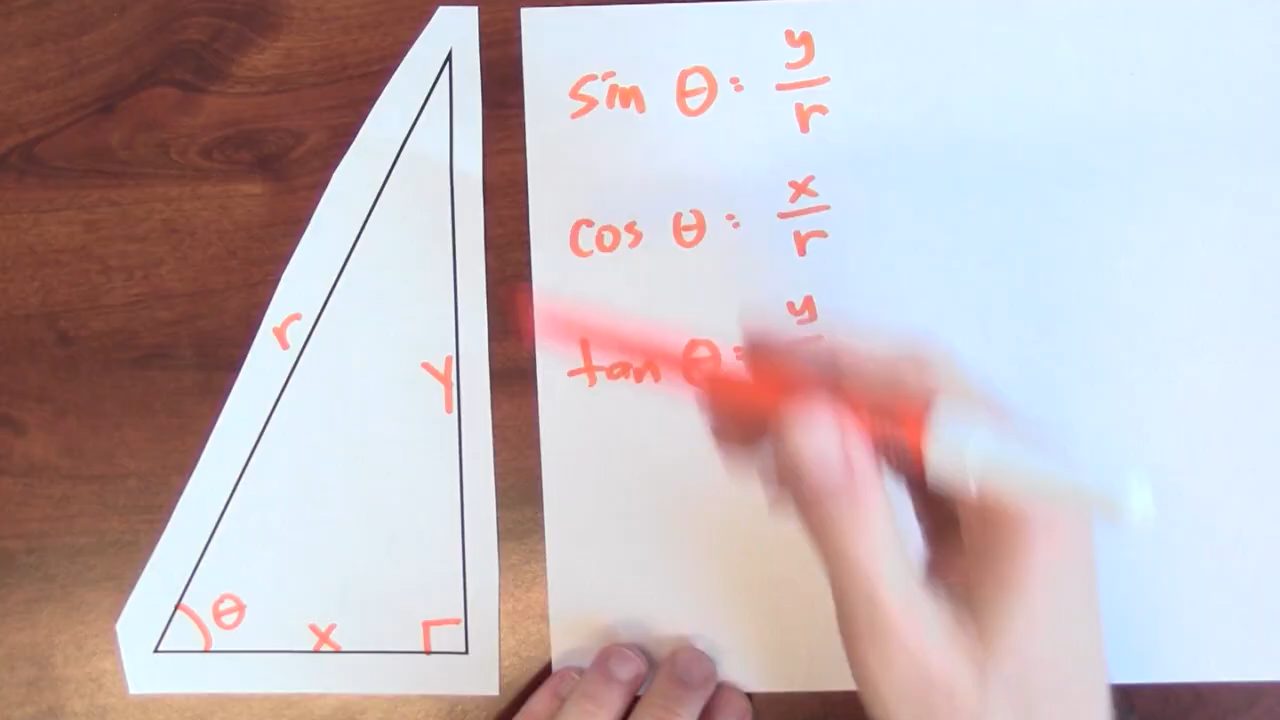 r
y
θ
x
sin θ = y/r
cos θ = x/r
tan θ = y